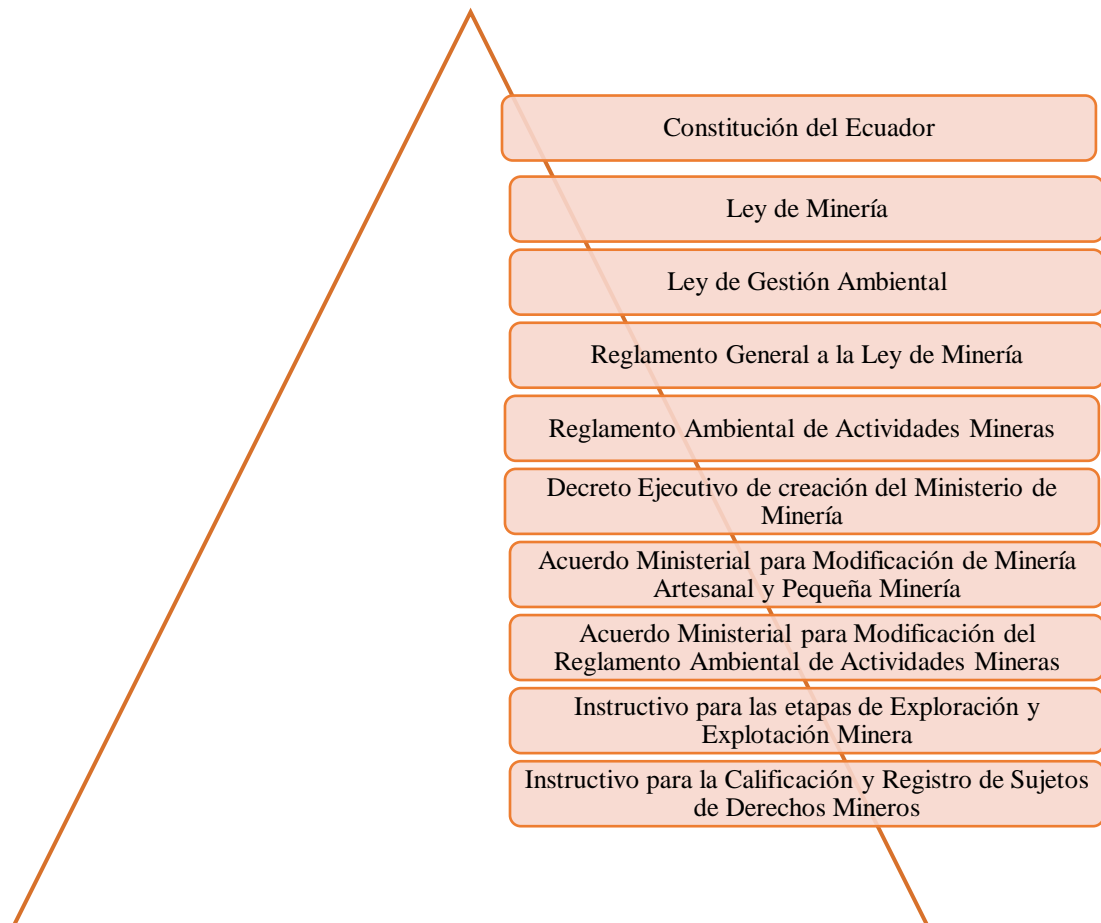 Constitución del Ecuador
Ley de Minería
Ley de Gestión Ambiental
Reglamento General a la Ley de Minería
Reglamento Ambiental de Actividades Mineras
Decreto Ejecutivo de creación del Ministerio de
Minería
Acuerdo Ministerial para Modificación de Minería
Artesanal y Pequeña Minería
Acuerdo Ministerial para Modificación del
Reglamento Ambiental de Actividades Mineras
Instructivo para las etapas de Exploración y
Explotación Minera
Instructivo para la Calificación y Registro de Sujetos
de Derechos Mineros